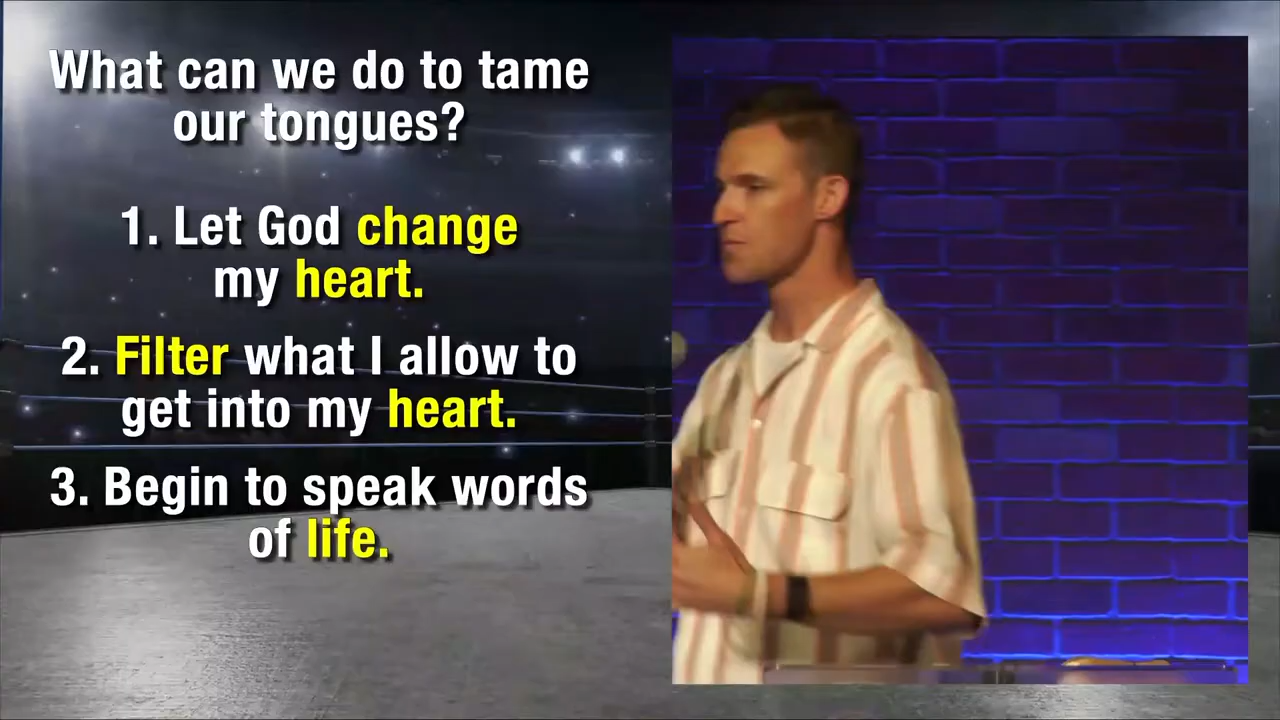 What can we do to tame
our tongues?
1. Let God change
my heart.
2. Filter what I allow to
get into my heart.
3. Begin to speak words
of life.